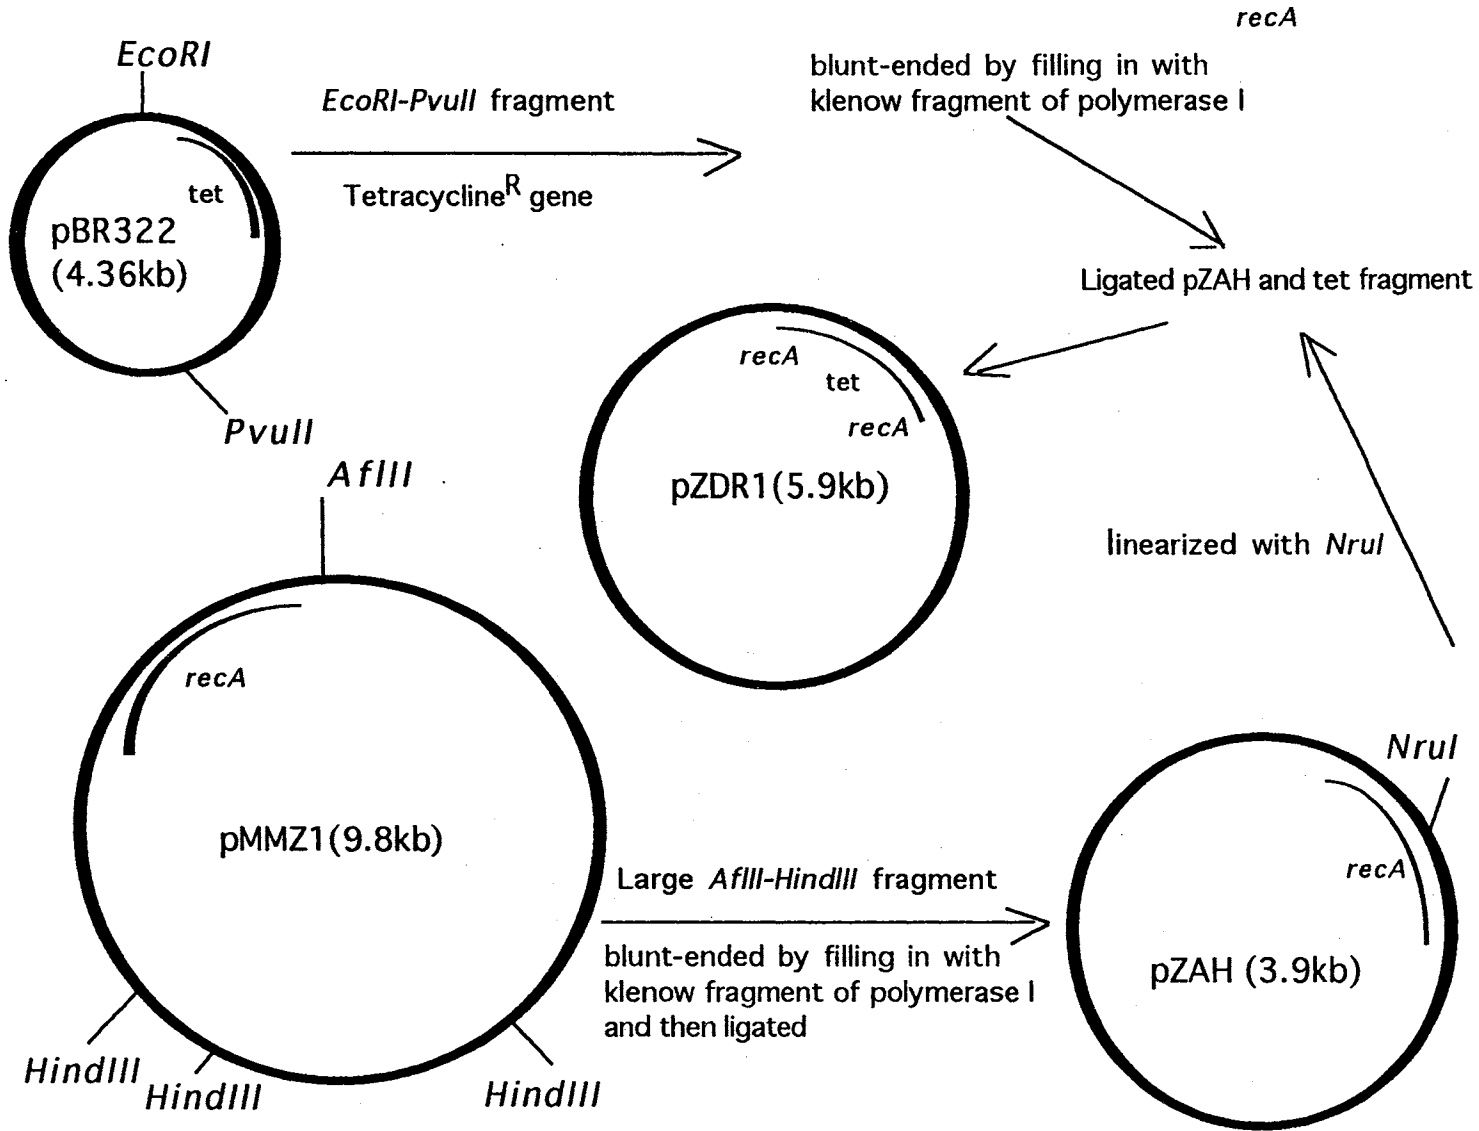 recA
EcoRI
EcoRI-PvuII fragment
TetracyclineR gene
blunt-ended by filling in with
klenow fragment of polymerase I
tet
pBR322
(4.36kb)
PvuII
Ligated pZAH and tet fragment
recA
tet
recA
pZDR1(5.9kb)
linearized with NruI
AflII
recA
pMMZ1(9.8kb)
HindIII
HindIII
HindIII
Large AflII-HindIII fragment
blunt-ended by filling in with
klenow fragment of polymerase I
and then ligated
NruI
recA
pZAH (3.9kb)